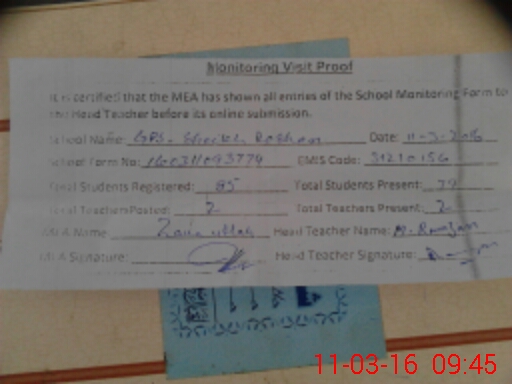 Monitoring Visit Proof
It is certified that the MEA has shown all entries of the School Monitoring Form to
the Head Teacher before its online submission.
School Name: GPS. Sheikh Date: 11-3-2016
School Form No: EMIS Code: 31210156
Total Students Registered: 85 Total Students Present:
Total Teachers Posted: 2 Total Teachers Present: 2
MEA Name: Head Teacher Name: M. Ramzan
MEA Signature: Head Teacher Signature:
11-03-16 09:45